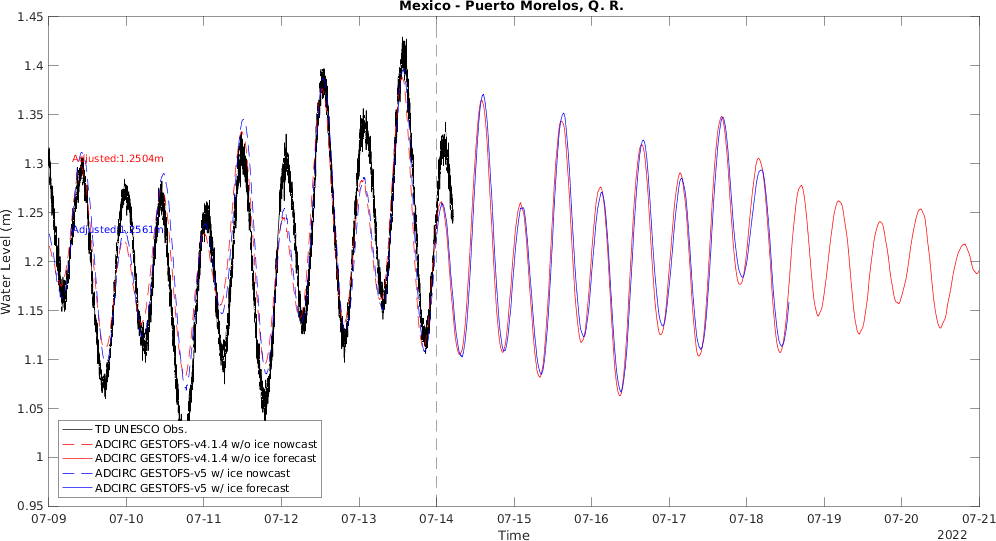 Mexico - Puerto Morelos, Q. R.
1.45
1.4
1.35
1.3
1.25
1.2
1.15
1.1
1.05
1
0.95
Water Level (m)
Adjusted:1.2504m
Adjusted:1.2561m
TD UNESCO Obs.
ADCIRC GESTOFS-v4.1.4 w/o ice nowcast
ADCIRC GESTOFS-v4.1.4 w/o ice forecast
ADCIRC GESTOFS-v5 w/ ice nowcast
ADCIRC GESTOFS-v5 w/ ice forecast
07-09 07-10 07-11 07-12 07-13 07-14 07-15 07-16 07-17 07-18 07-19 07-20 07-21
Time
2022